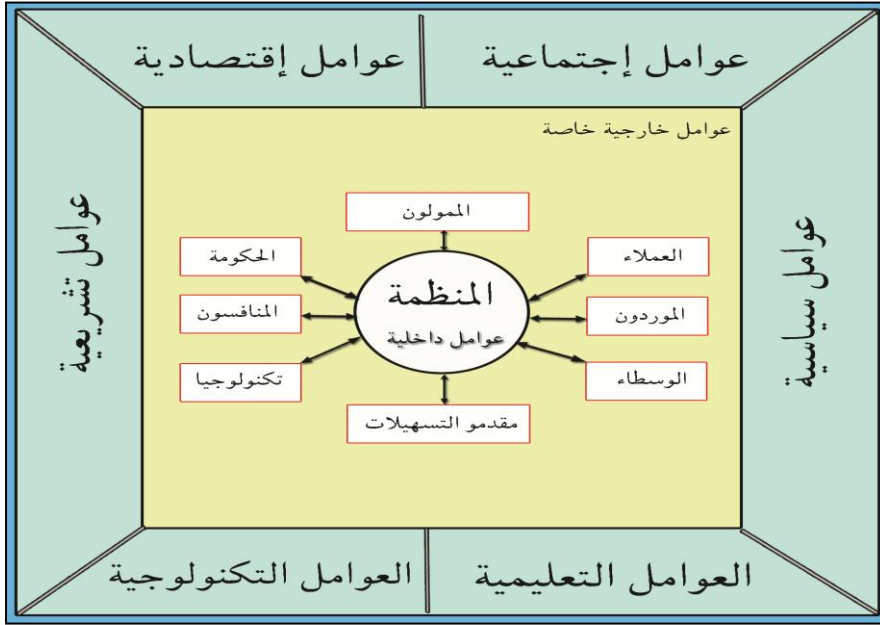 عوامل إجتماعية
عوامل إقتصادية
عوامل سياسية
عوامل تشريعية
عوامل خارجية خاصة
الممولون
العملاء
الحكومة
المنظمة
عوامل داخلية
الموردون
المنافسون
الوسطاء
تكنولوجيا
مقدمو التسهيلات
العوامل التعليمية
العوامل التكنولوجية